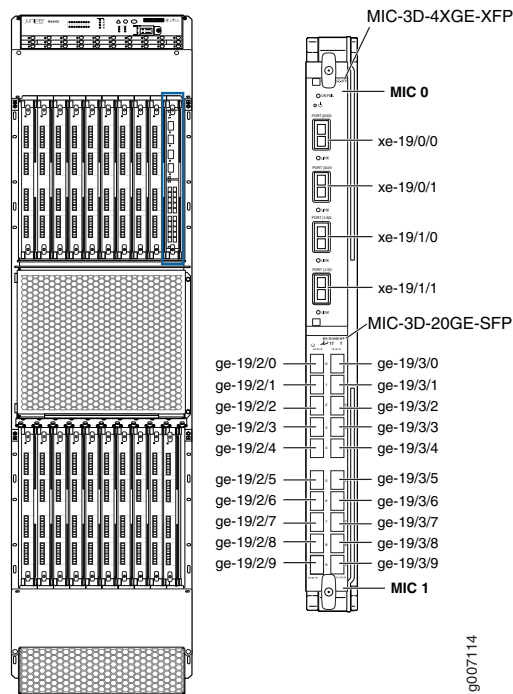 MIC-3D-4XGE-XFP
MIC 0
xe-19/0/0
xe-19/0/1
xe-19/1/0
xe-19/1/1
MIC-3D-20GE-SFP
ge-19/2/0 ge-19/3/0
ge-19/2/1 ge-19/3/1
ge-19/2/2 ge-19/3/2
ge-19/2/3 ge-19/3/3
ge-19/2/4 ge-19/3/4
ge-19/2/5 ge-19/3/5
ge-19/2/6 ge-19/3/6
ge-19/2/7 ge-19/3/7
ge-19/2/8 ge-19/3/8
ge-19/2/9 ge-19/3/9
MIC 1
g007114